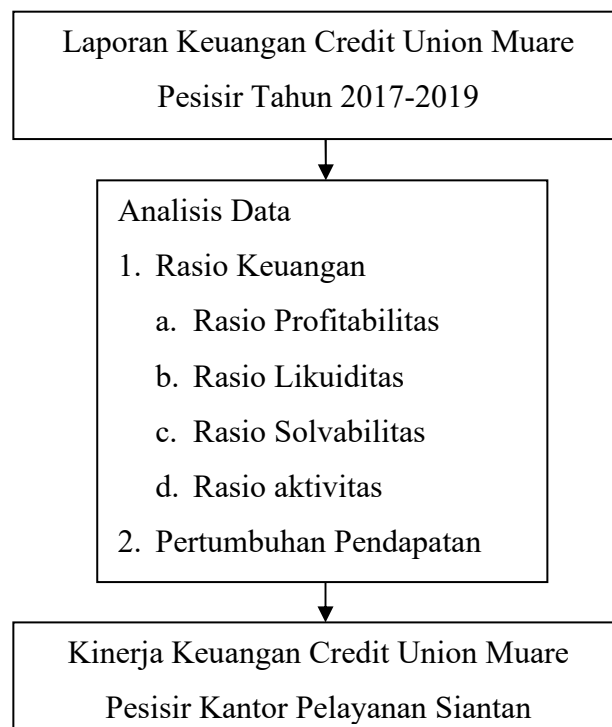 Laporan Keuangan Credit Union Muare
Pesisir Tahun 2017-2019
Analisis Data
1. Rasio Keuangan
a. Rasio Profitabilitas
b. Rasio Likuiditas
c. Rasio Solvabilitas
d. Rasio aktivitas
2. Pertumbuhan Pendapatan
Kinerja Keuangan Credit Union Muare
Pesisir Kantor Pelayanan Siantan